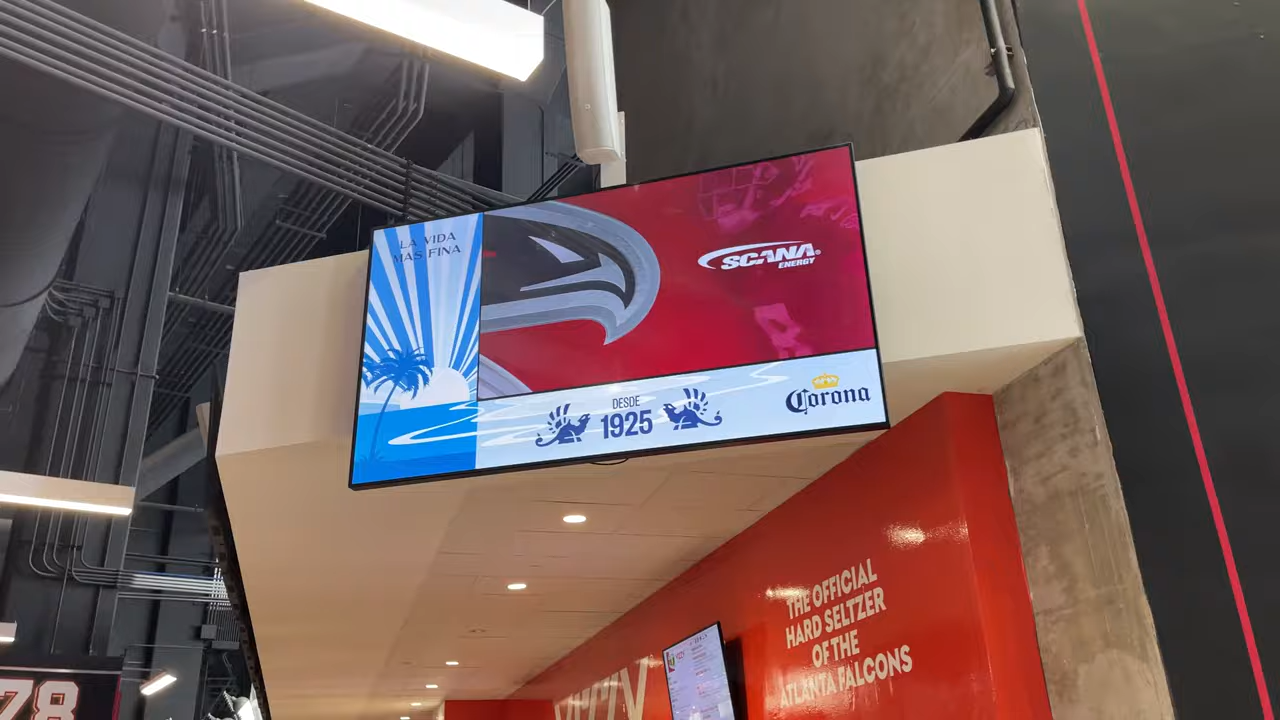 LA VIDA
MÁS FINA
SCANA®
ENERGY
DESDE
1925
Corona
THE OFFICIAL
HARD SELTZER
OF THE
ATLANTA FALCONS
78